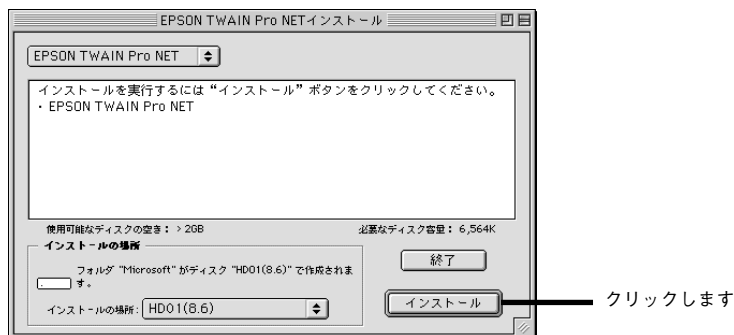 EPSON TWAIN Pro NETインストール
EPSON TWAIN Pro NET
インストールを実行するには“インストール”ボタンをクリックしてください。
・EPSON TWAIN Pro NET
使用可能なディスクの空き：＞2GB
必要なディスク容量：6,564K
インストールの場所
フォルダ “Microsoft” がディスク “HD01(8.6)” で作成されま
す。
終了
インストールの場所：HD01(8.6)
インストール
クリックします